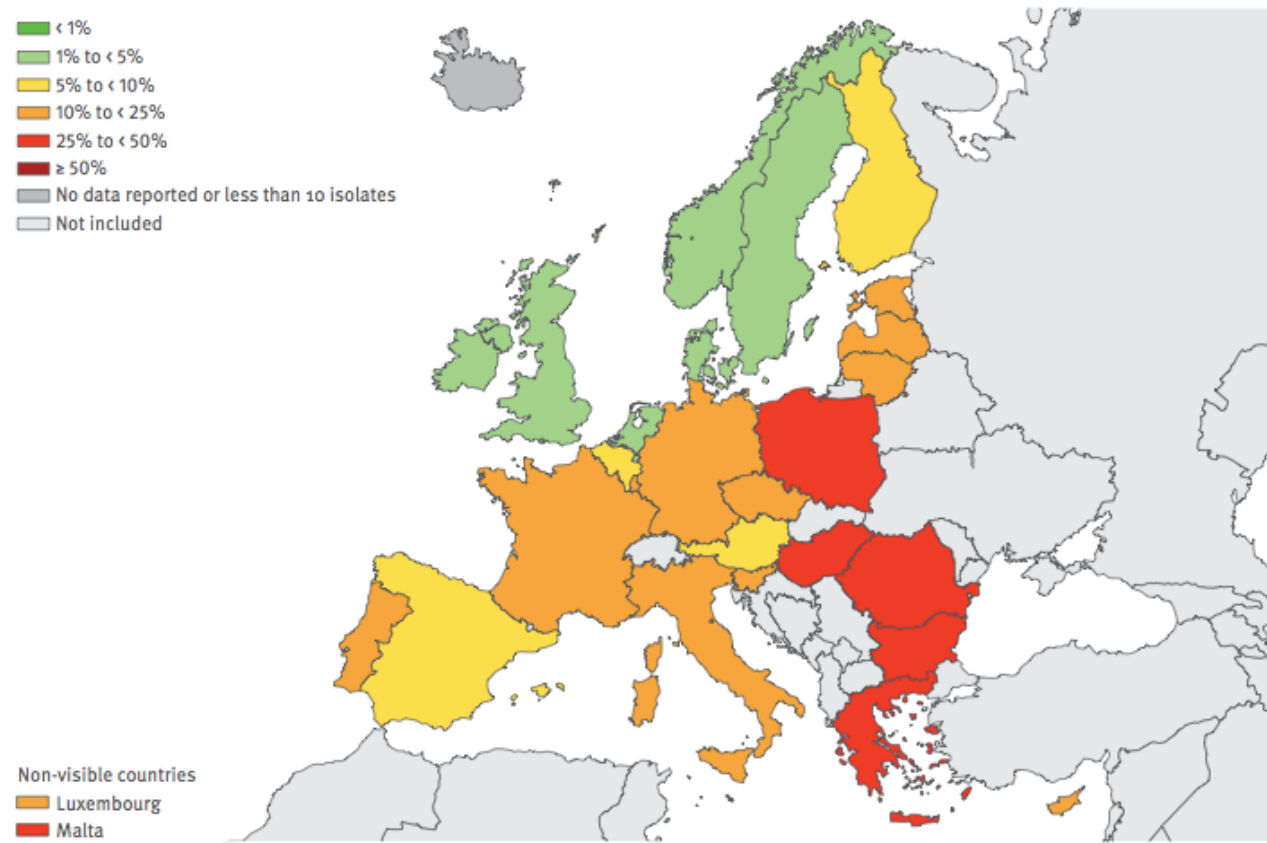 < 1%
1% to < 5%
5% to < 10%
10% to < 25%
25% to < 50%
≥ 50%
No data reported or less than 10 isolates
Not included
Non-visible countries
Luxembourg
Malta